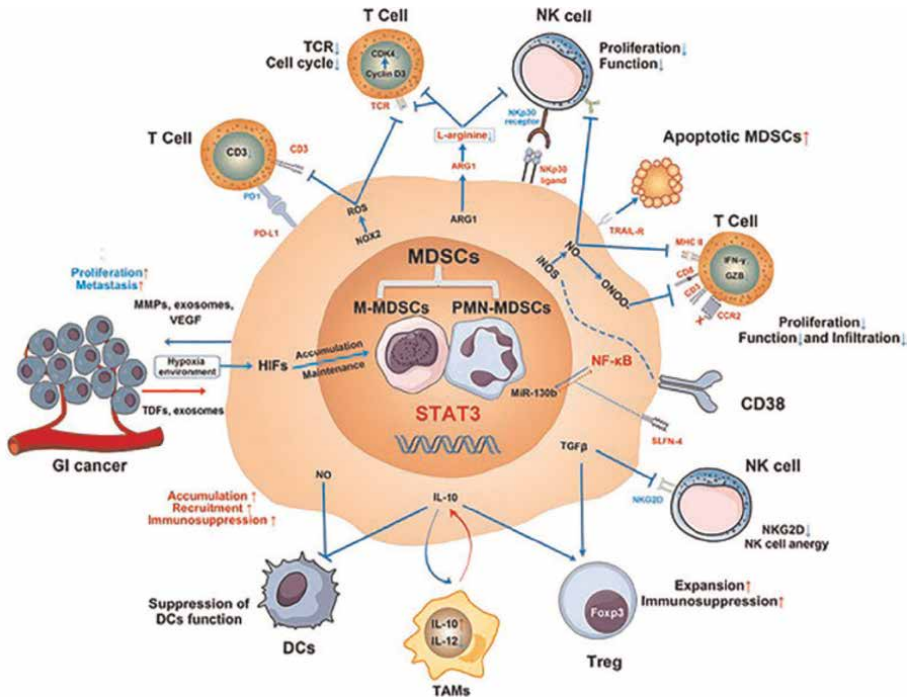 T Cell
TCR↓
Cell cycle↓
CDK4↓
Cyclin D3
TCR
NK cell
Proliferation↓
Function↓
NKp30
receptor
NKp30
ligand
L-arginine↓
ARG1
ARG1
T Cell
CD3↓
CD3
PD1
PD-L1
ROS
NOX2
Apoptotic MDSCs↑
TRAIL-R
T Cell
MHC II
IFN-γ
GZB↓
CD8
CD3
CCR2
X
NO
iNOS
ONOO-
Proliferation↓
Function↓and Infiltration↓
MDSCs
M-MDSCs
PMN-MDSCs
STAT3
MiR-130b
NF-κB
SLFN-4
CD38
Proliferation↑
Metastasis↑
MMPs, exosomes,
VEGF
Hypoxia
environment
HIFs
Accumulation
Maintenance
TDFs, exosomes
GI cancer
Accumulation↑
Recruitment↑
Immunosuppression↑
NO
IL-10
TGFβ
NK cell
NKG2D
NKG2D↓
NK cell anergy
Suppression of
DCs function
DCs
IL-10↑
IL-12↓
TAMs
Foxp3
Treg
Expansion↑
Immunosuppression↑